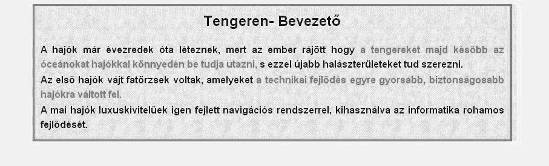 Tengeren- Bevezető
A hajók már évezredek óta léteznek, mert az ember rájött hogy a tengereket majd később az
óceánokat hajókkal könnyedén be tudja utazni, s ezzel újabb halászterületeket tud szerezni.
Az első hajók vájt fatörzsek voltak, amelyeket a technikai fejlődés egyre gyorsabb, biztonságosabb
hajókra váltott fel.
A mai hajók luxuskivitelűek igen fejlett navigációs rendszerrel, kihasználva az informatika rohamos
fejlődését.